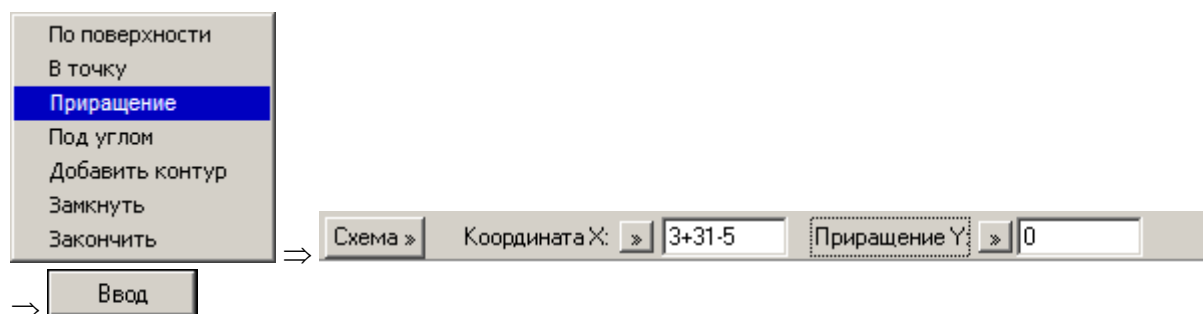 По поверхности
В точку
Приращение
Под углом
Добавить контур
Замкнуть
Закончить
⇒ Схема » Координата X: » 3+31-5 Приращение Y: » 0
⇒ Ввод